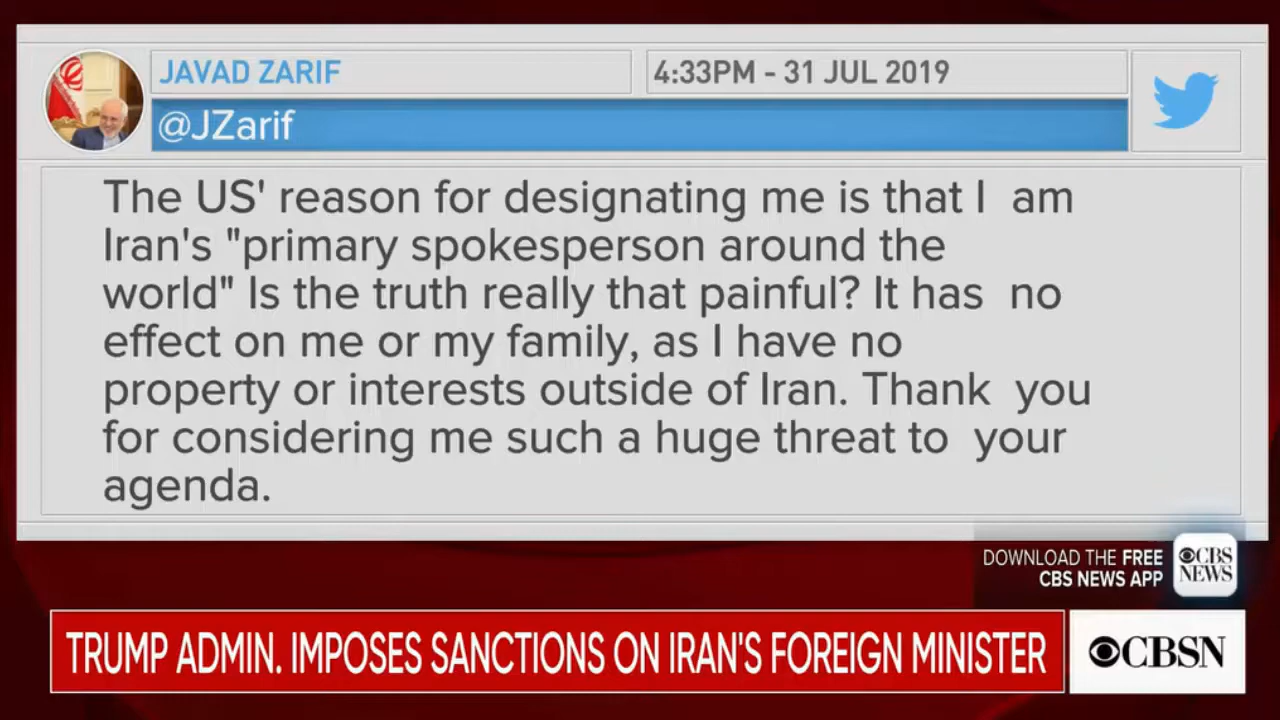 JAVAD ZARIF
4:33PM - 31 JUL 2019
@JZarif
The US' reason for designating me is that I  am
Iran's "primary spokesperson around the
world" Is the truth really that painful? It has  no
effect on me or my family, as I have no
property or interests outside of Iran. Thank  you
for considering me such a huge threat to  your
agenda.
DOWNLOAD THE FREE
CBS NEWS APP
CBS
NEWS
TRUMP ADMIN. IMPOSES SANCTIONS ON IRAN'S FOREIGN MINISTER
CBSN